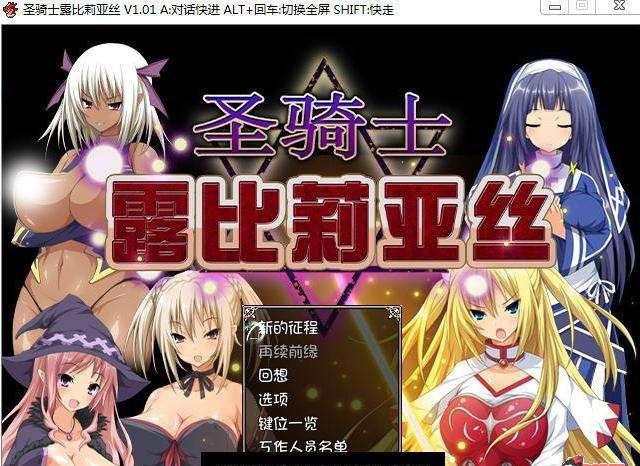 圣骑士露比莉亚丝 V1.01 A:对话快进 ALT+回车:切换全屏 SHIFT:快走
圣骑士
露比莉亚丝
新的征程
再续前缘
回想
选项
键位一览
工作人员名单